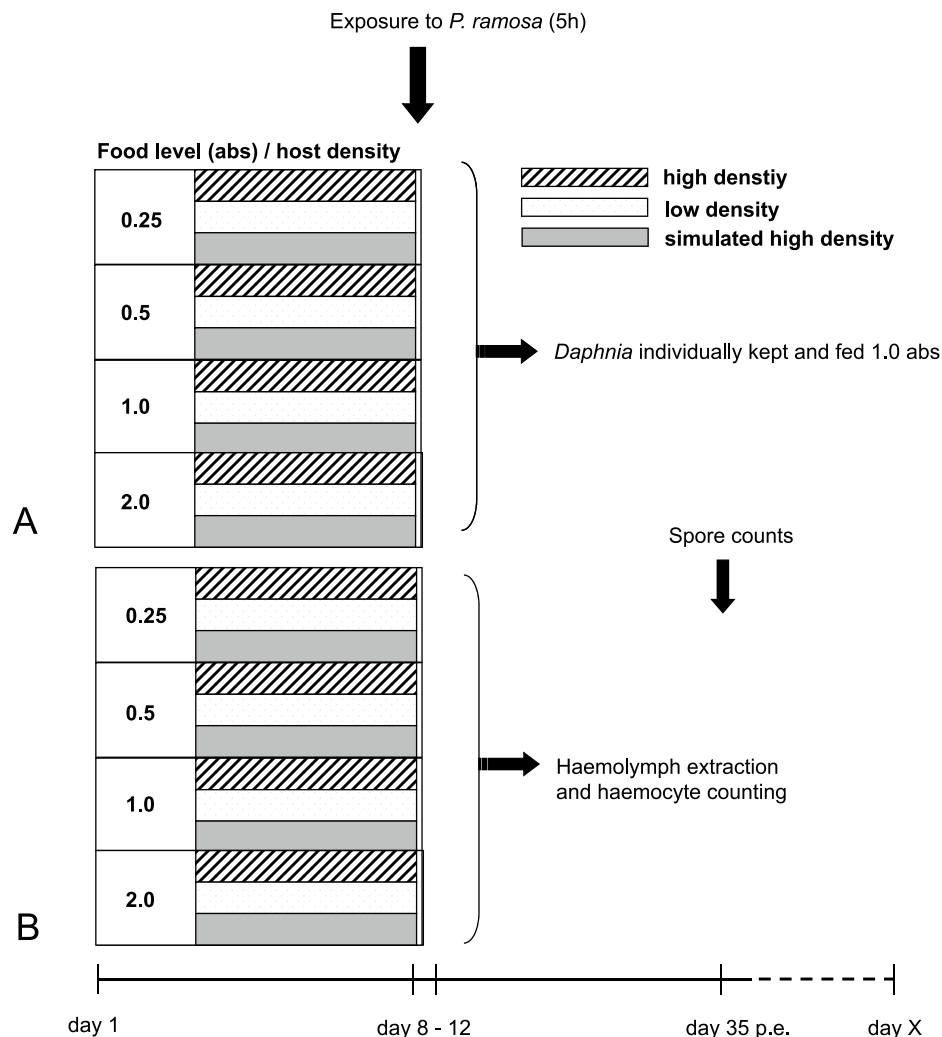 Exposure to P. ramosa (5h)
Food level (abs) / host density
high denstiy
low density
simulated high density
0.25
0.5
1.0
2.0
A
Daphnia individually kept and fed 1.0 abs
Spore counts
0.25
0.5
1.0
2.0
B
Haemolymph extraction
and haemocyte counting
day 1
day 8 - 12
day 35 p.e.
day X